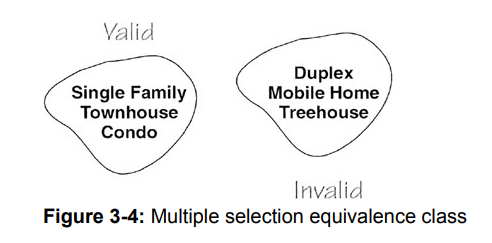 Valid
Single Family
Townhouse
Condo
Duplex
Mobile Home
Treehouse
Invalid
Figure 3-4: Multiple selection equivalence class